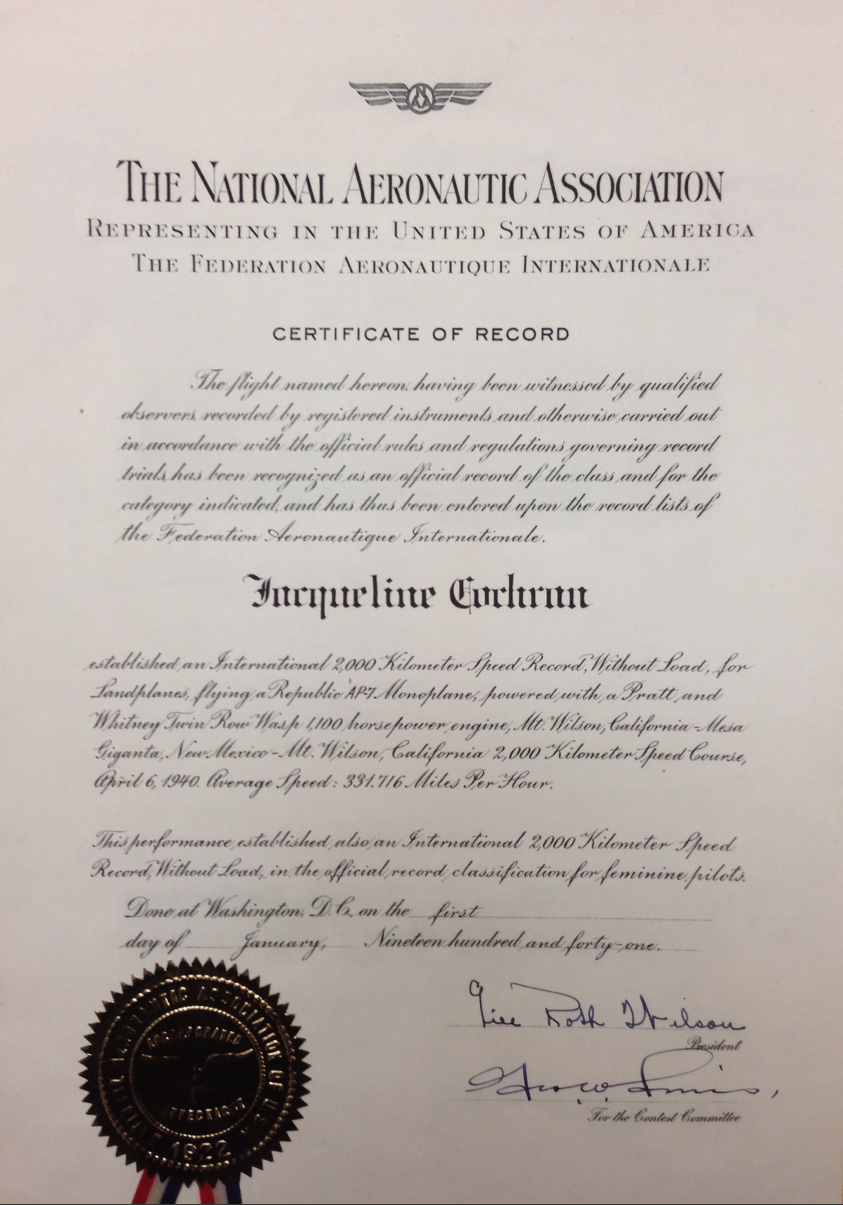 THE NATIONAL AERONAUTIC ASSOCIATION
REPRESENTING IN THE UNITED STATES OF AMERICA
THE FEDERATION AERONAUTIQUE INTERNATIONALE
CERTIFICATE OF RECORD
The flight named hereon, having been witnessed by qualified
observers, recorded by registered instruments and otherwise carried out
in accordance with the official rules and regulations governing record
trials, has been recognized as an official record of the class and for the
category indicated, and has thus been entered upon the record lists of
the Federation Aeronautique Internationale.
Jacqueline Cochran
established an International 2,000 Kilometer Speed Record, Without Load, for
Landplanes, flying a Republic AP-7 Monoplane, powered with a Pratt and
Whitney Twin Row Wasp 1,100 horsepower engine, Mt. Wilson, California - Mesa
Giganta, New Mexico - Mt. Wilson, California 2,000 Kilometer Speed Course,
April 6, 1940. Average Speed: 331.716 Miles Per Hour.
This performance established also an International 2,000 Kilometer Speed
Record, Without Load, in the official record classification for feminine pilots.
Done at Washington, D.C., on the first
day of January, Nineteen hundred and forty-one.
Gill Robb Wilson
President
For the Contest Committee
NATIONAL AERONAUTIC ASSOCIATION OF U.S.A.
INCORPORATED
1922